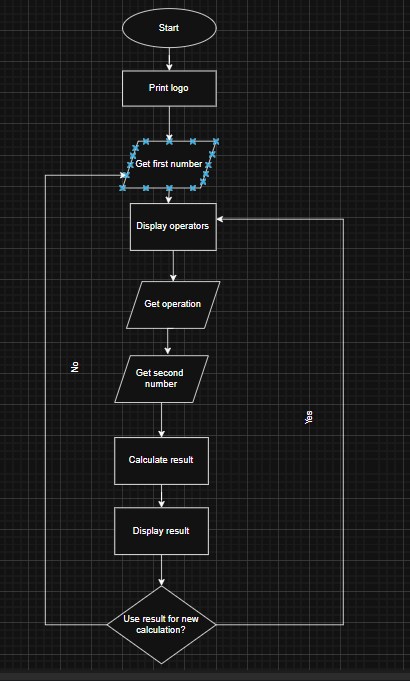 Start
Print logo
Get first number
Display operators
Get operation
Get second
number
No
Yes
Calculate result
Display result
Use result for new
calculation?